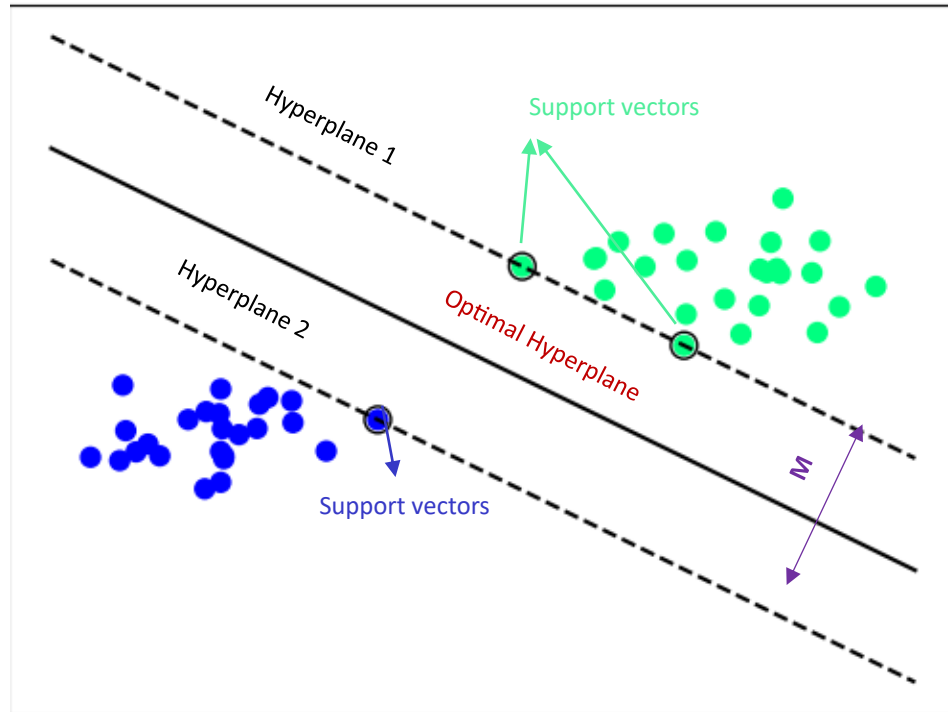 Hyperplane 1
Support vectors
Hyperplane 2
Optimal Hyperplane
M
Support vectors